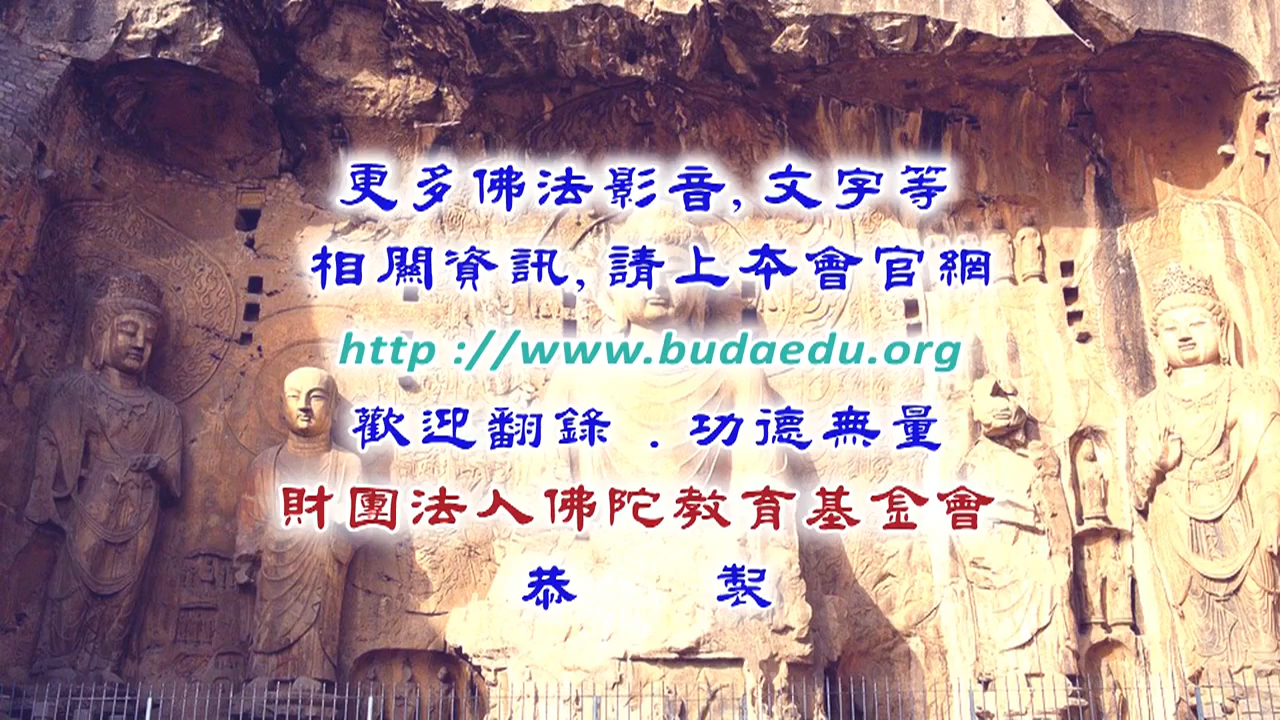 更多佛法影音,文字等
相關資訊,請上本會官網
http ://www.budaedu.org
歡迎翻錄 . 功德無量
財團法人佛陀教育基金會
恭 製